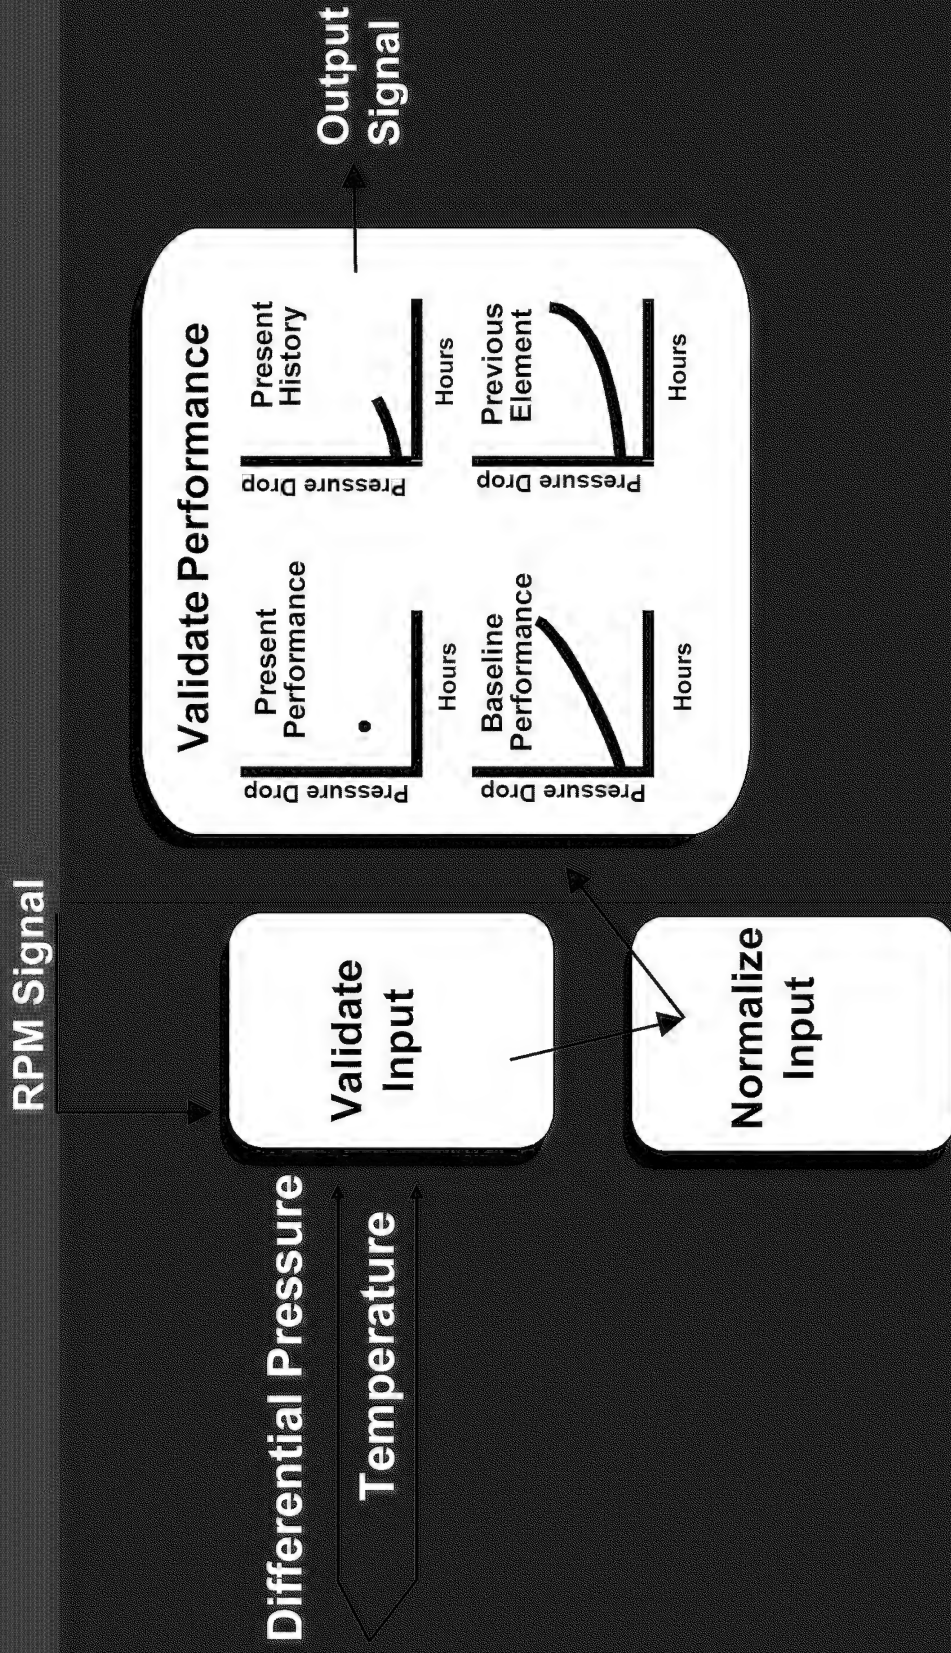 RPM Signal
Differential Pressure
Temperature
Validate
Input
Normalize
Input
Validate Performance
Present
Performance
Pressure Drop
Hours
Present
History
Pressure Drop
Hours
Baseline
Performance
Pressure Drop
Hours
Previous
Element
Pressure Drop
Hours
Output
Signal